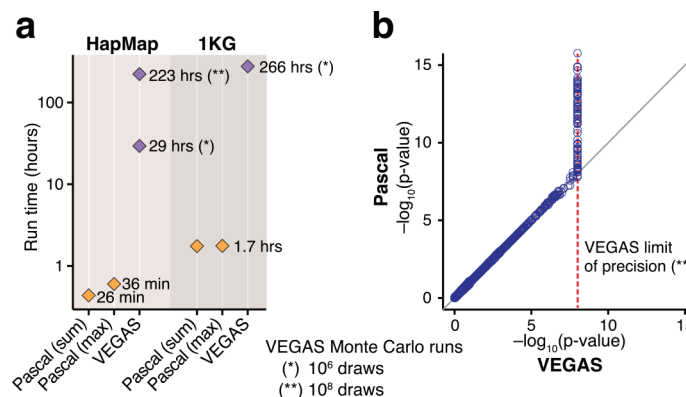 a
HapMap 1KG
Run time (hours)
100
10
1
223 hrs (**)
266 hrs (*)
29 hrs (*)
1.7 hrs
36 min
26 min
Pascal (sum)
Pascal (max)
VEGAS
Pascal (sum)
Pascal (max)
VEGAS
VEGAS Monte Carlo runs
(*) 10⁶ draws
(**) 10⁸ draws
b
Pascal
–log₁₀(p-value)
15
10
5
0
VEGAS limit
of precision (**
0 5 10
–log₁₀(p-value)
VEGAS